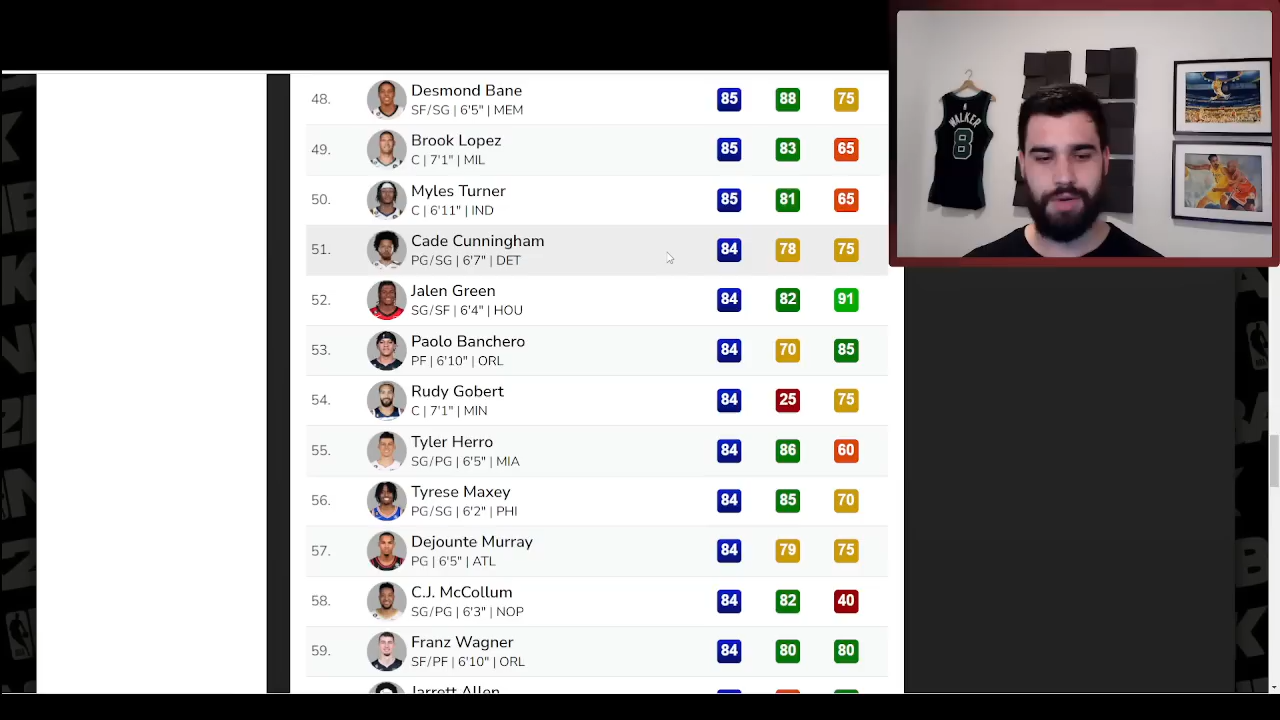 48.
Desmond Bane
SF/SG | 6'5" | MEM
85 88 75
49.
Brook Lopez
C | 7'1" | MIL
85 83 65
50.
Myles Turner
C | 6'11" | IND
85 81 65
51.
Cade Cunningham
PG/SG | 6'7" | DET
84 78 75
52.
Jalen Green
SG/SF | 6'4" | HOU
84 82 91
53.
Paolo Banchero
PF | 6'10" | ORL
84 70 85
54.
Rudy Gobert
C | 7'1" | MIN
84 25 75
55.
Tyler Herro
SG/PG | 6'5" | MIA
84 86 60
56.
Tyrese Maxey
PG/SG | 6'2" | PHI
84 85 70
57.
Dejounte Murray
PG | 6'5" | ATL
84 79 75
58.
C.J. McCollum
SG/PG | 6'3" | NOP
84 82 40
59.
Franz Wagner
SF/PF | 6'10" | ORL
84 80 80
Jarrett Allen
WALKER
8